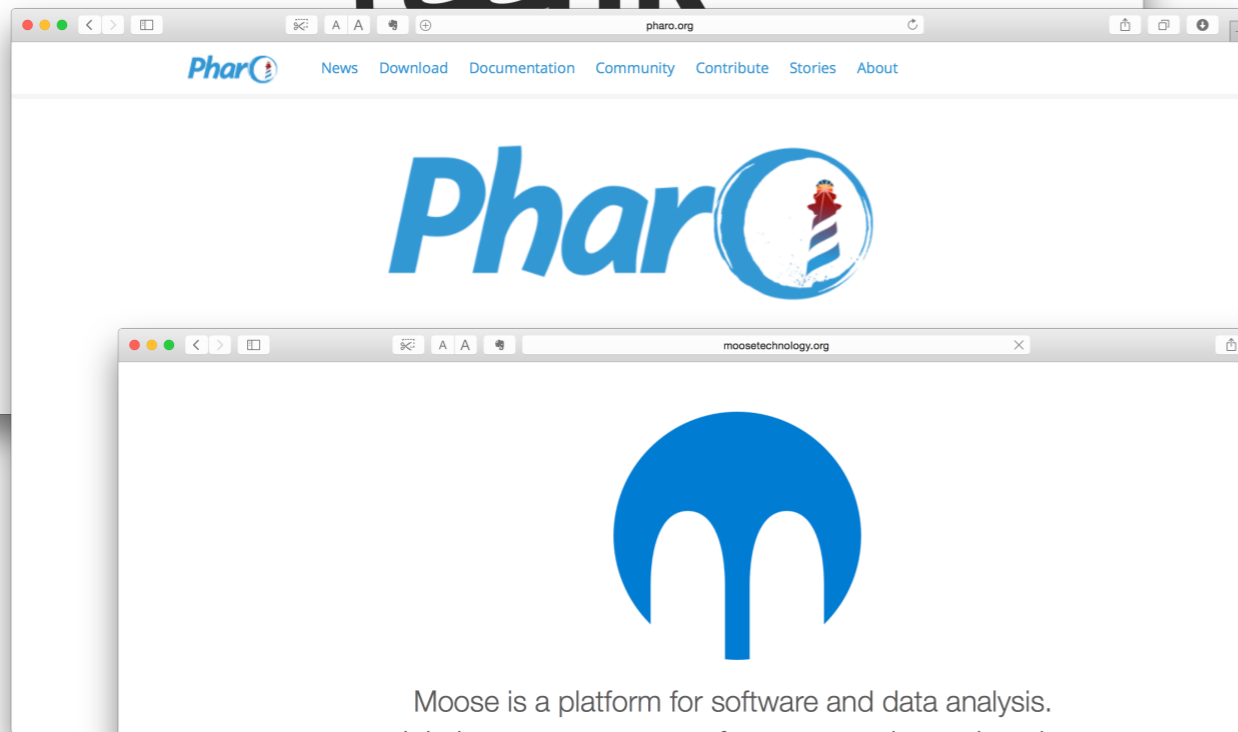 pharo.org
Pharo
News Download Documentation Community Contribute Stories About
Pharo
A A
moosetechnology.org
Moose is a platform for software and data analysis.